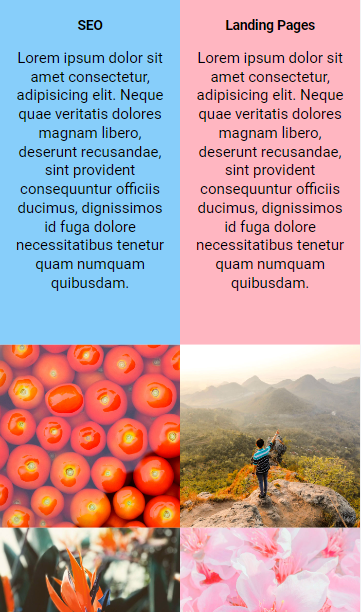 SEO
Lorem ipsum dolor sit
amet consectetur,
adipisicing elit. Neque
quae veritatis dolores
magnam libero,
deserunt recusandae,
sint provident
consequuntur officiis
ducimus, dignissimos
id fuga dolore
necessitatibus tenetur
quam numquam
quibusdam.
Landing Pages
Lorem ipsum dolor sit
amet consectetur,
adipisicing elit. Neque
quae veritatis dolores
magnam libero,
deserunt recusandae,
sint provident
consequuntur officiis
ducimus, dignissimos
id fuga dolore
necessitatibus tenetur
quam numquam
quibusdam.